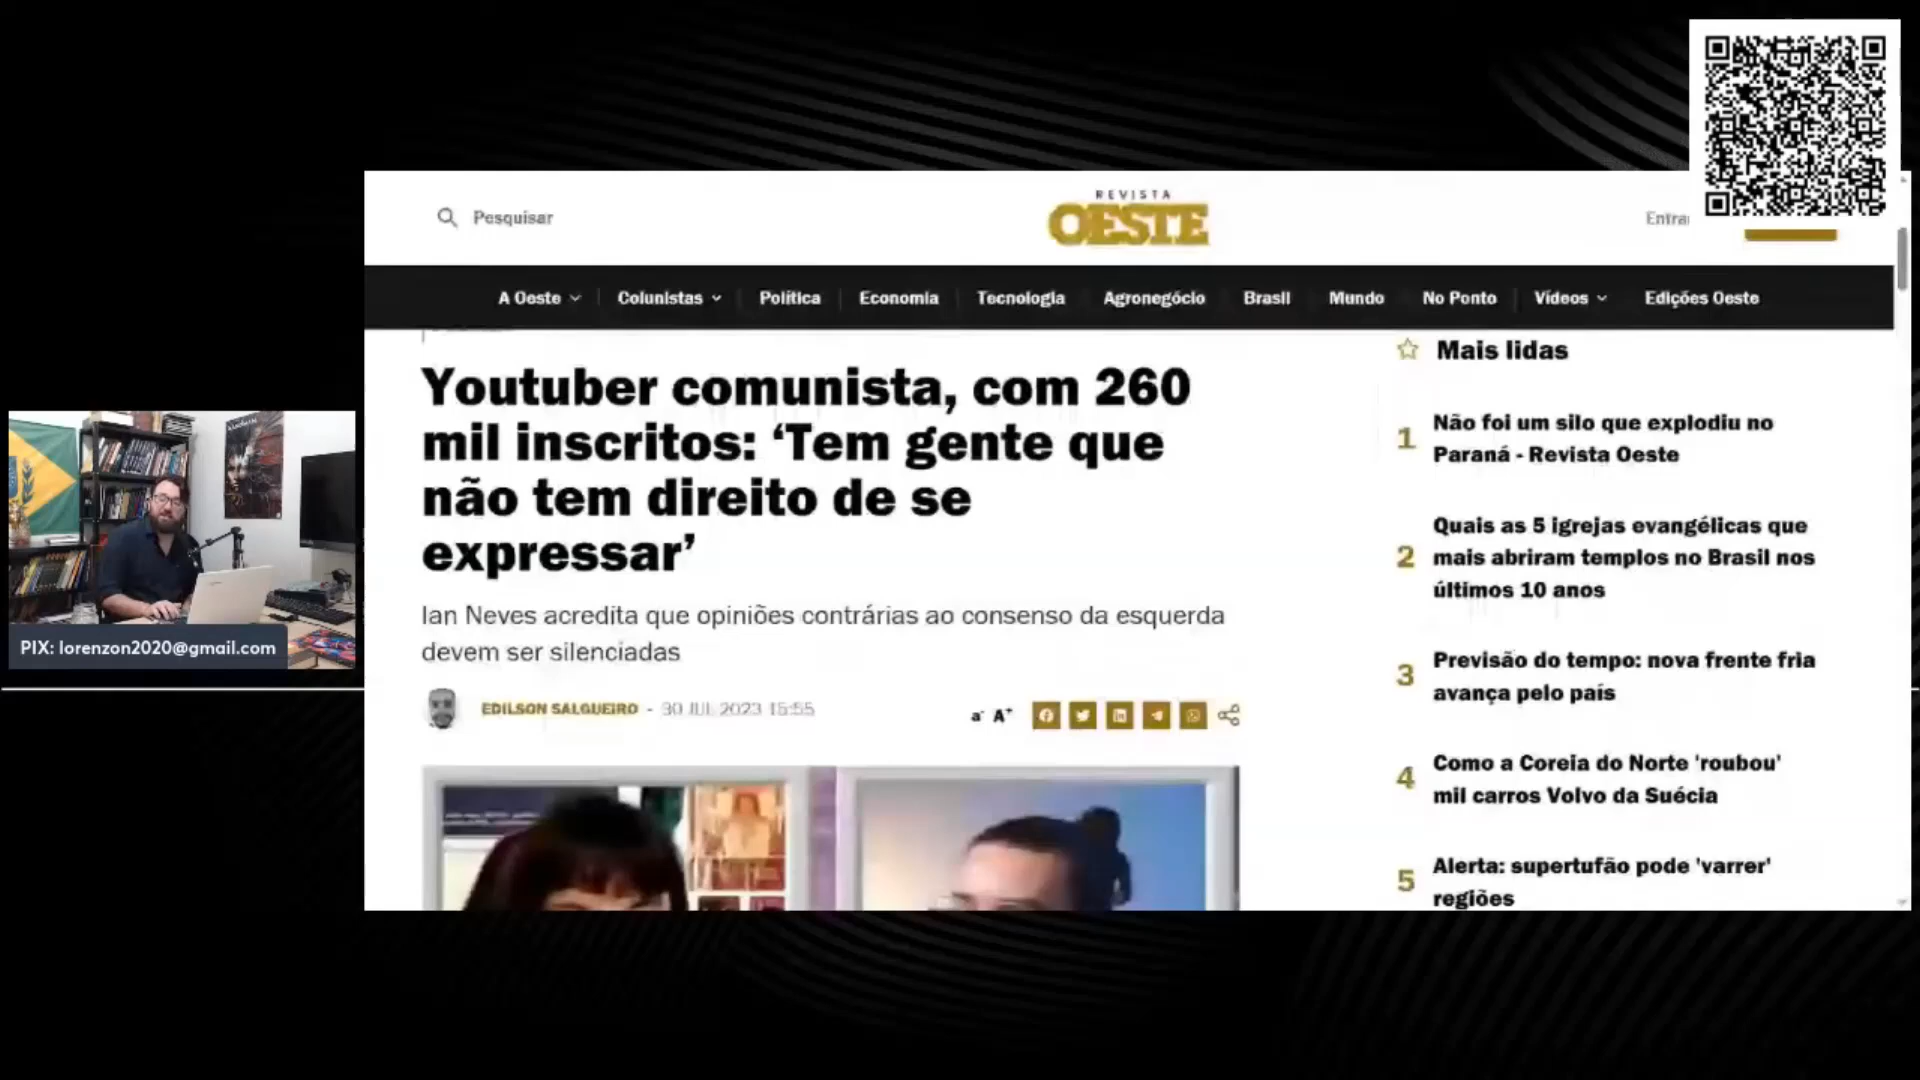 Pesquisar
REVISTA
OESTE
Entra
A Oeste
Colunistas
Política
Economia
Tecnologia
Agronegócio
Brasil
Mundo
No Ponto
Vídeos
Edições Oeste
Youtuber comunista, com 260
mil inscritos: ‘Tem gente que
não tem direito de se
expressar’
Ian Neves acredita que opiniões contrárias ao consenso da esquerda
devem ser silenciadas
EDILSON SALGUEIRO - 30 JUL 2023 15:55
a- A+
Mais lidas
1
Não foi um silo que explodiu no
Paraná - Revista Oeste
2
Quais as 5 igrejas evangélicas que
mais abriram templos no Brasil nos
últimos 10 anos
3
Previsão do tempo: nova frente fria
avança pelo país
4
Como a Coreia do Norte 'roubou'
mil carros Volvo da Suécia
5
Alerta: supertufão pode 'varrer'
regiões
PIX: lorenzon2020@gmail.com